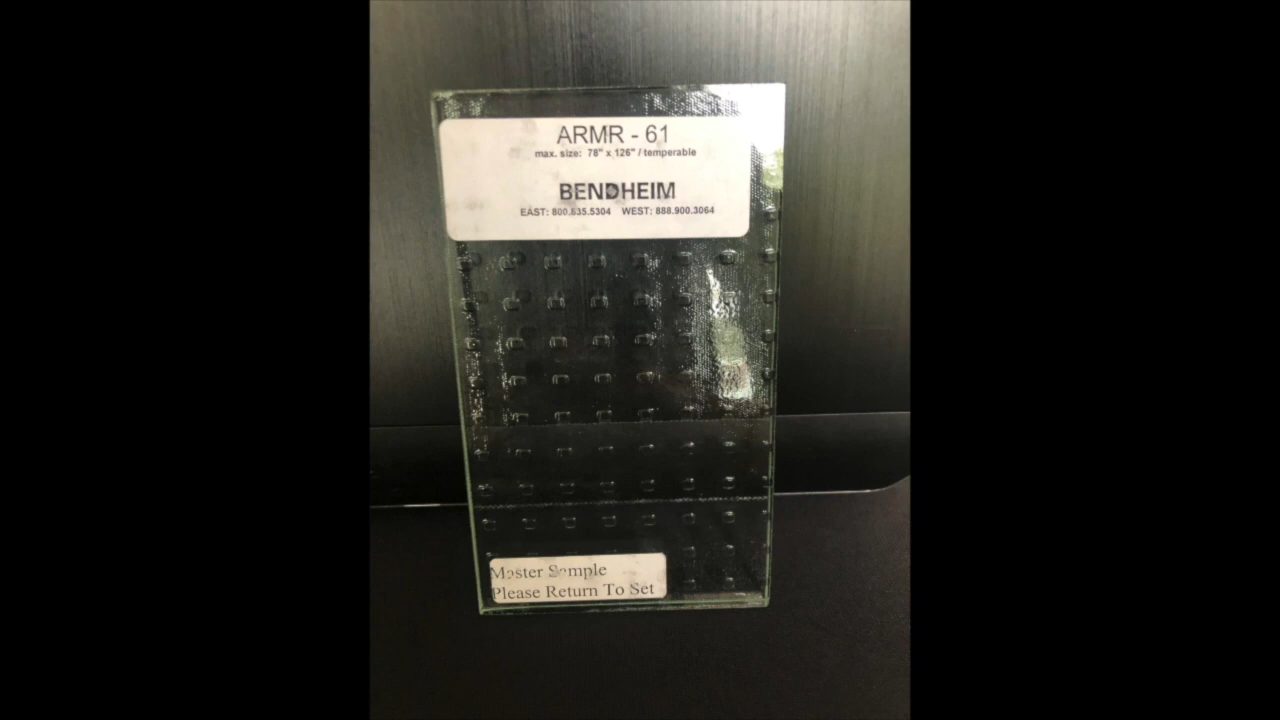 ARMR - 61
max. size: 78" x 126" / temperable
BENDHEIM
EAST: 800.835.5304 WEST: 888.900.3064
Master Sample
Please Return To Set